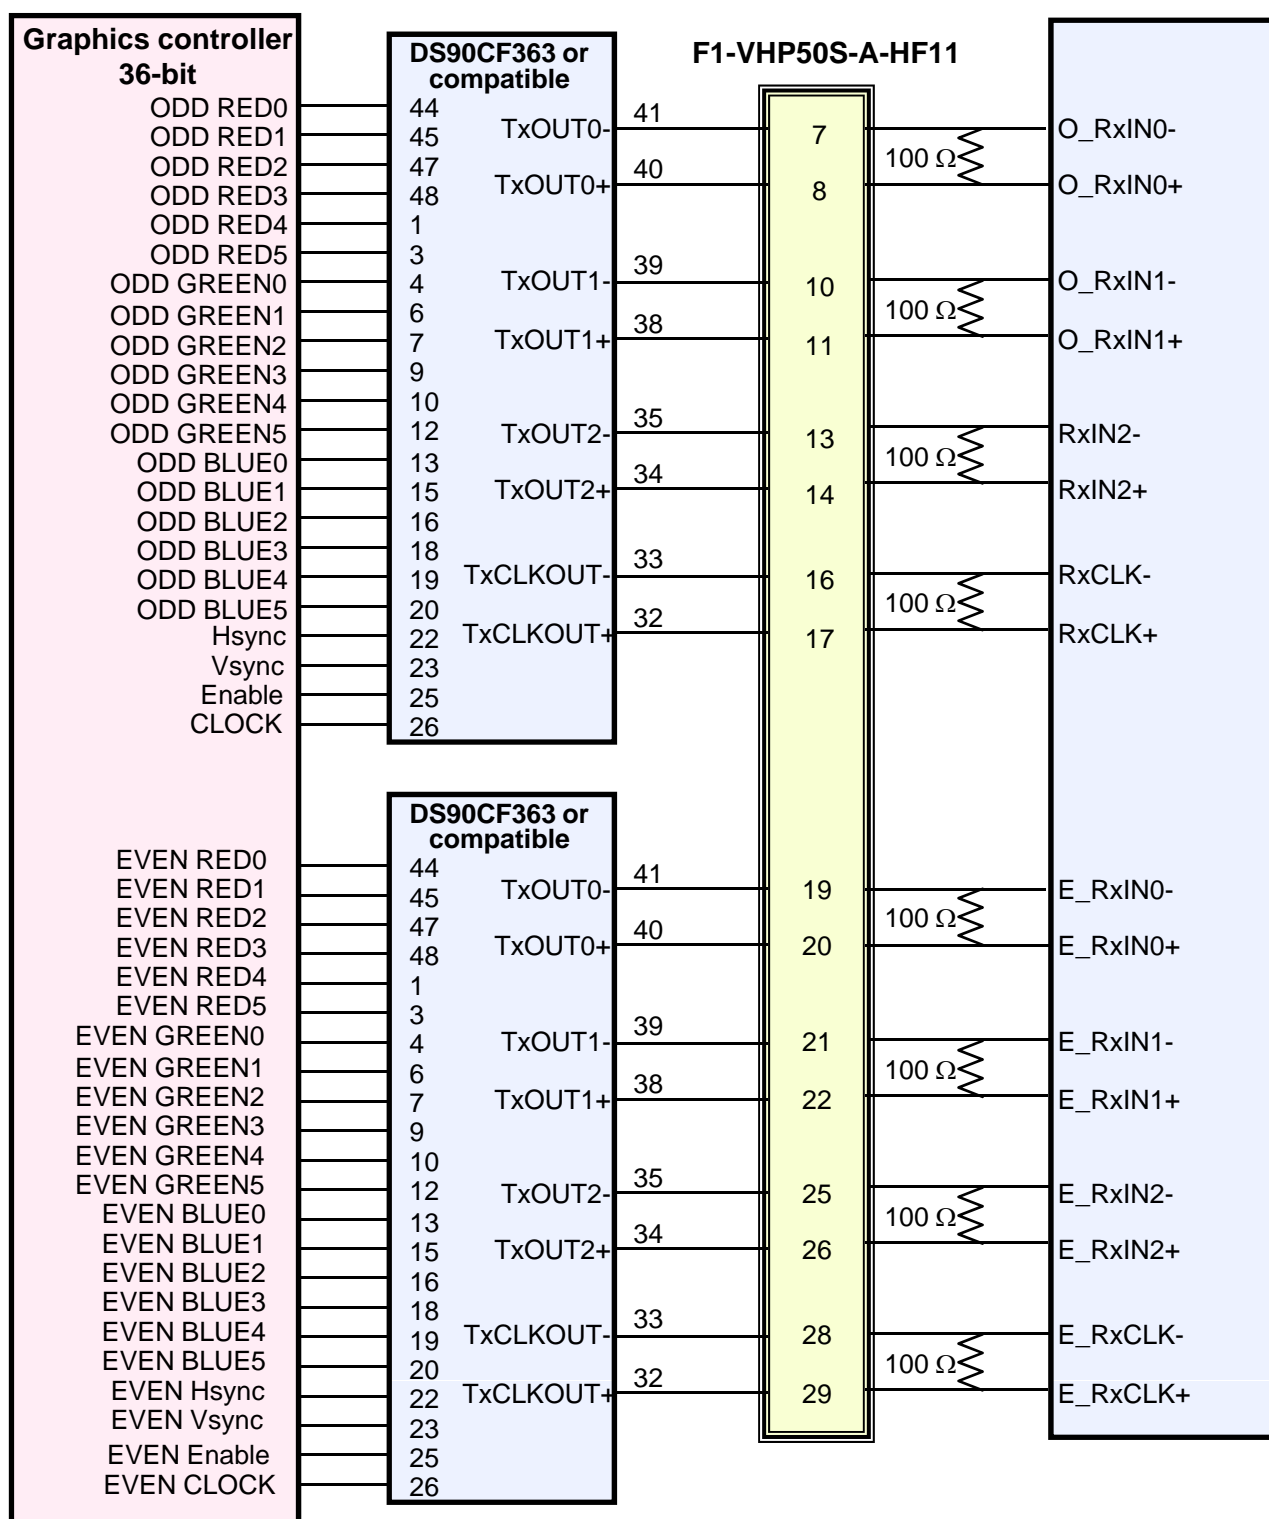 Graphics controller
36-bit
ODD RED0
ODD RED1
ODD RED2
ODD RED3
ODD RED4
ODD RED5
ODD GREEN0
ODD GREEN1
ODD GREEN2
ODD GREEN3
ODD GREEN4
ODD GREEN5
ODD BLUE0
ODD BLUE1
ODD BLUE2
ODD BLUE3
ODD BLUE4
ODD BLUE5
Hsync
Vsync
Enable
CLOCK
EVEN RED0
EVEN RED1
EVEN RED2
EVEN RED3
EVEN RED4
EVEN RED5
EVEN GREEN0
EVEN GREEN1
EVEN GREEN2
EVEN GREEN3
EVEN GREEN4
EVEN GREEN5
EVEN BLUE0
EVEN BLUE1
EVEN BLUE2
EVEN BLUE3
EVEN BLUE4
EVEN BLUE5
EVEN Hsync
EVEN Vsync
EVEN Enable
EVEN CLOCK
DS90CF363 or
compatible
44
45
47
48
1
3
4
6
7
9
10
12
13
15
16
18
19
20
22
23
25
26
TxOUT0-
TxOUT0+
TxOUT1-
TxOUT1+
TxOUT2-
TxOUT2+
TxCLKOUT-
TxCLKOUT+
41
40
39
38
35
34
33
32
DS90CF363 or
compatible
44
45
47
48
1
3
4
6
7
9
10
12
13
15
16
18
19
20
22
23
25
26
TxOUT0-
TxOUT0+
TxOUT1-
TxOUT1+
TxOUT2-
TxOUT2+
TxCLKOUT-
TxCLKOUT+
41
40
39
38
35
34
33
32
F1-VHP50S-A-HF11
7
8
10
11
13
14
16
17
19
20
21
22
25
26
28
29
100 Ω
100 Ω
100 Ω
100 Ω
100 Ω
100 Ω
100 Ω
100 Ω
O_RxIN0-
O_RxIN0+
O_RxIN1-
O_RxIN1+
RxIN2-
RxIN2+
RxCLK-
RxCLK+
E_RxIN0-
E_RxIN0+
E_RxIN1-
E_RxIN1+
E_RxIN2-
E_RxIN2+
E_RxCLK-
E_RxCLK+